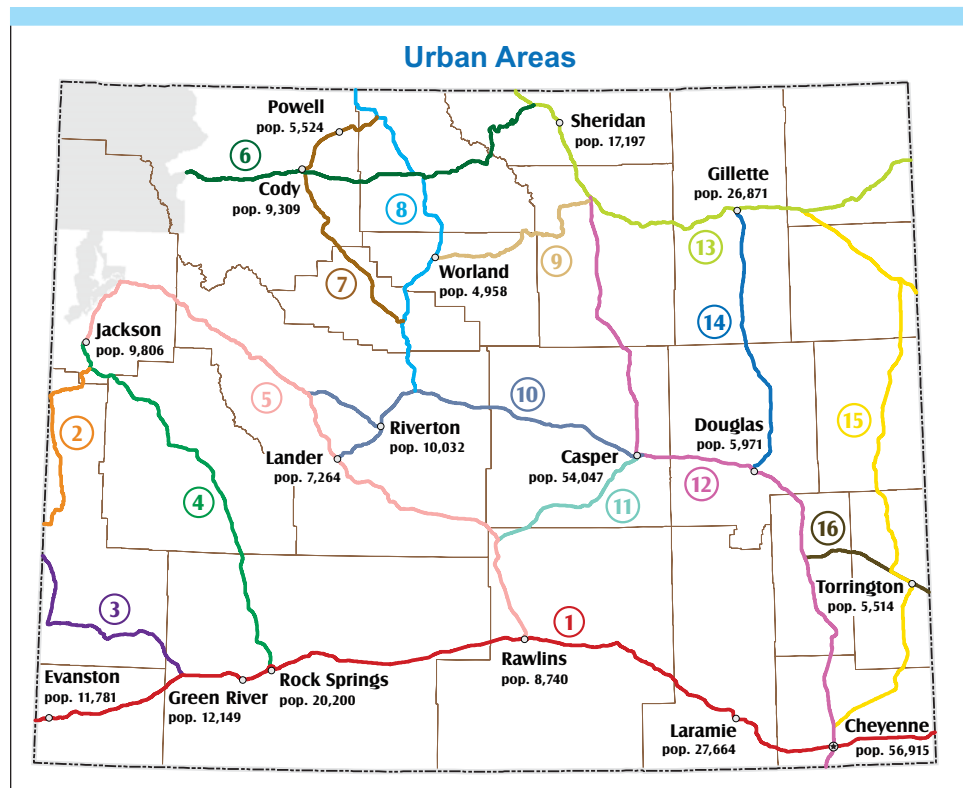 Urban Areas
Powell
pop. 5,524
Sheridan
pop. 17,197
6
Cody
pop. 9,309
Gillette
pop. 26,871
8
9
13
Worland
pop. 4,958
7
14
Jackson
pop. 9,806
5
10
15
2
Riverton
pop. 10,032
Douglas
pop. 5,971
Lander
pop. 7,264
Casper
pop. 54,047
12
4
11
16
Torrington
pop. 5,514
3
1
Evanston
pop. 11,781
Green River
pop. 12,149
Rock Springs
pop. 20,200
Rawlins
pop. 8,740
Laramie
pop. 27,664
Cheyenne
pop. 56,915